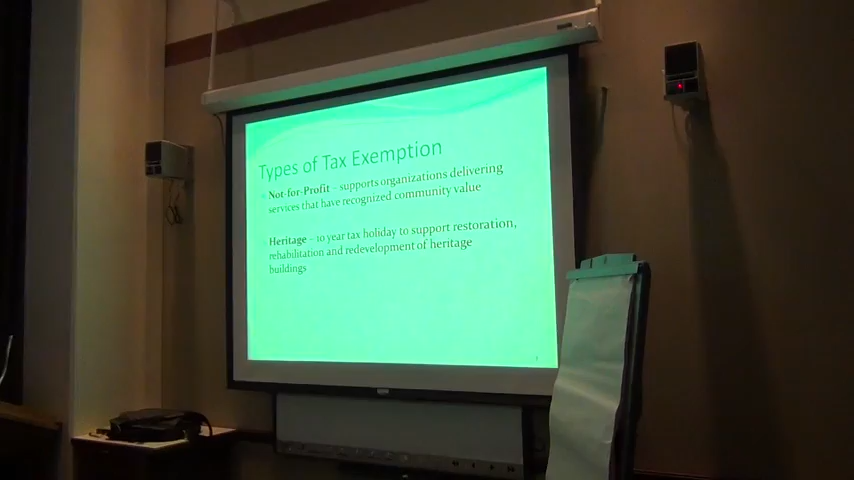 Types of Tax Exemption
Not-for-Profit – supports organizations delivering
services that have recognized community value
Heritage – 10 year tax holiday to support restoration,
rehabilitation and redevelopment of heritage
buildings